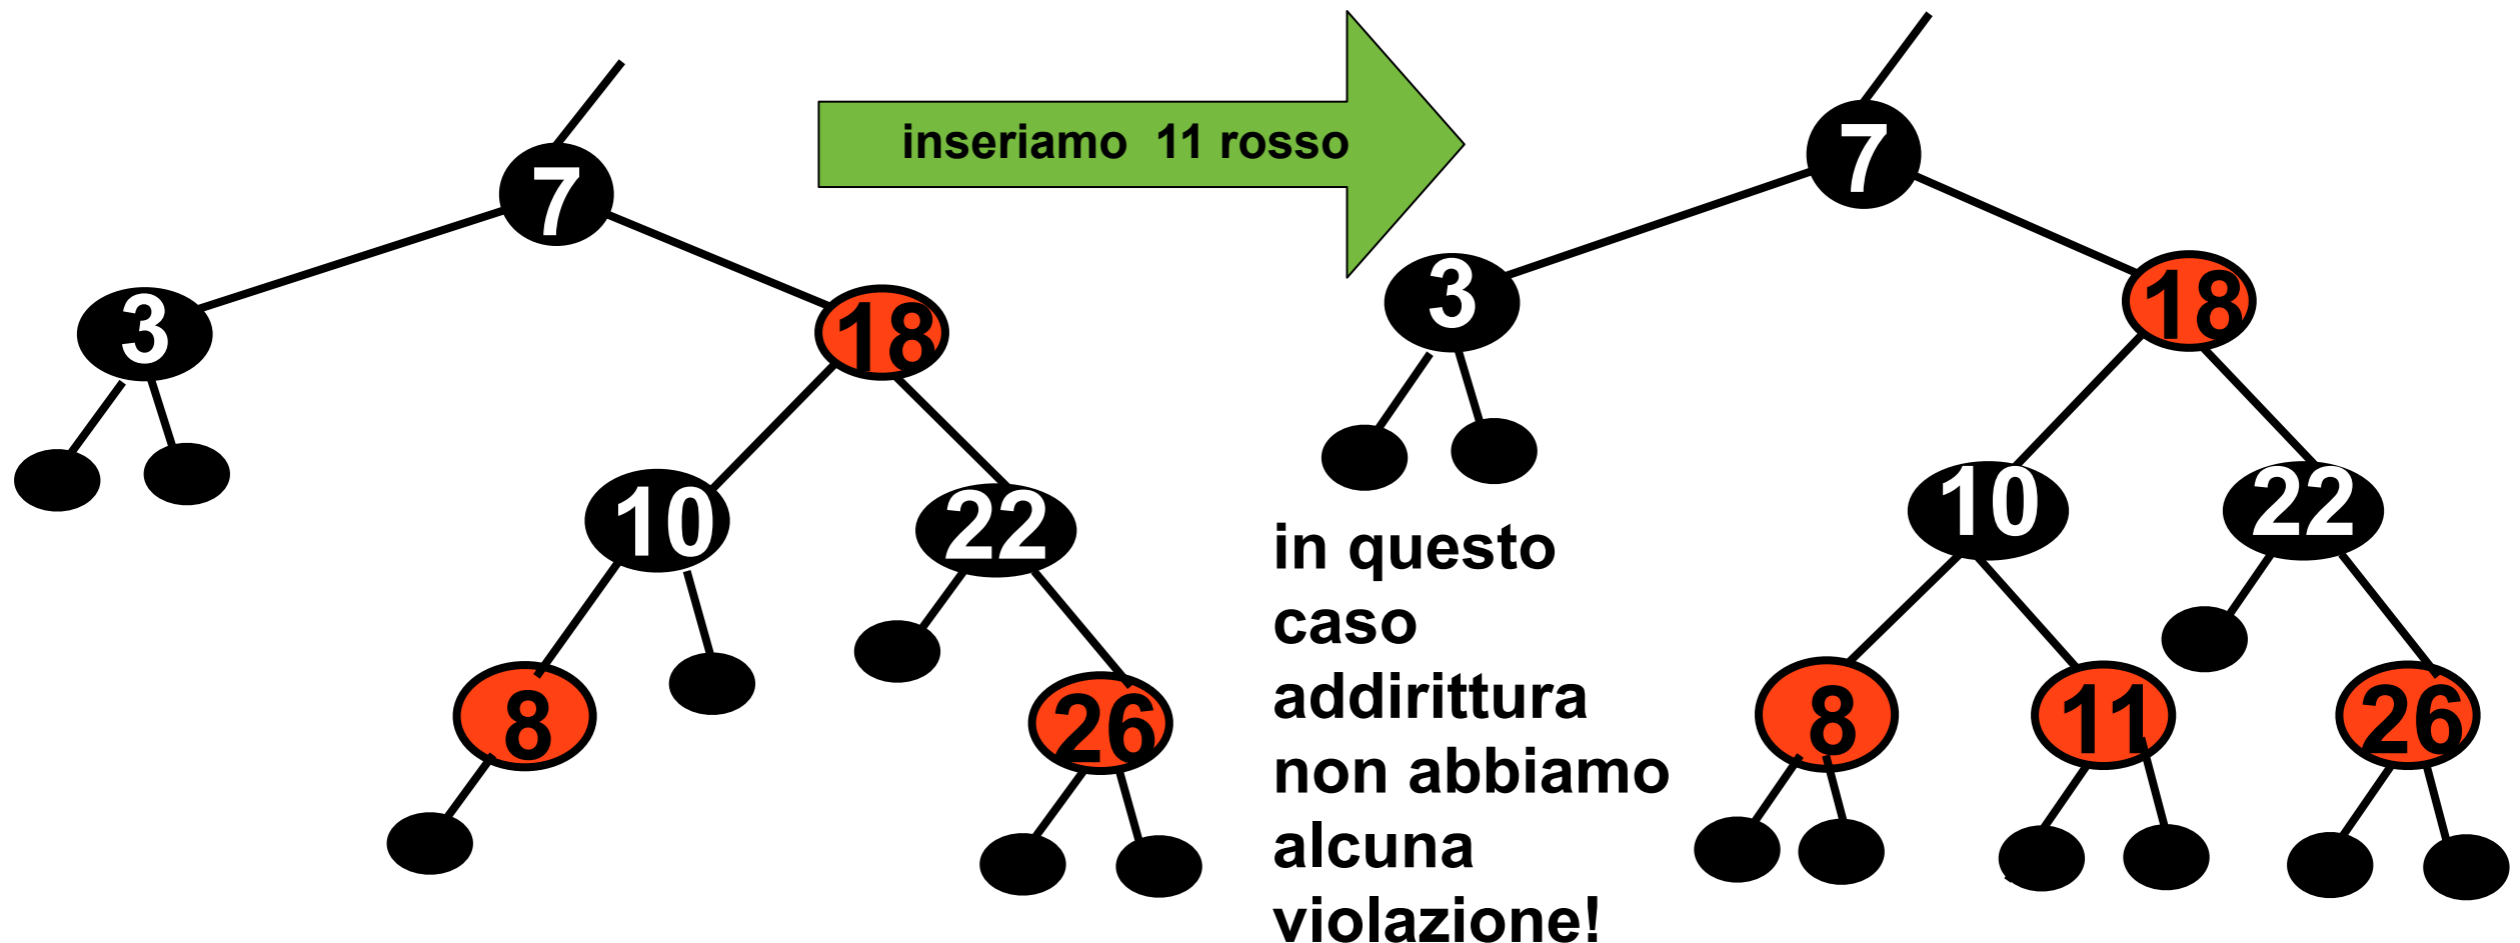 7
3
18
10
22
8
26
inseriamo  11 rosso
7
3
18
10
22
8
11
26
in questo
caso
addirittura
non abbiamo
alcuna
violazione!